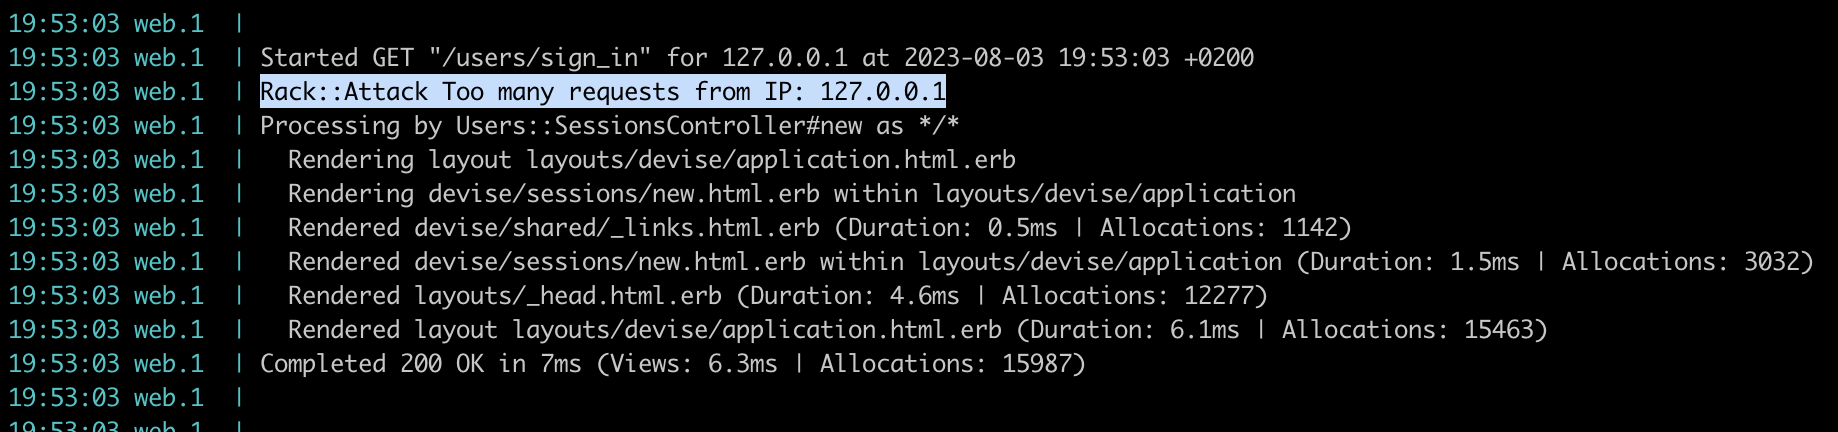 19:53:03 web.1  |
19:53:03 web.1  | Started GET "/users/sign_in" for 127.0.0.1 at 2023-08-03 19:53:03 +0200
19:53:03 web.1  | Rack::Attack Too many requests from IP: 127.0.0.1
19:53:03 web.1  | Processing by Users::SessionsController#new as */*
19:53:03 web.1  |   Rendering layout layouts/devise/application.html.erb
19:53:03 web.1  |   Rendering devise/sessions/new.html.erb within layouts/devise/application
19:53:03 web.1  |   Rendered devise/shared/_links.html.erb (Duration: 0.5ms | Allocations: 1142)
19:53:03 web.1  |   Rendered devise/sessions/new.html.erb within layouts/devise/application (Duration: 1.5ms | Allocations: 3032)
19:53:03 web.1  |   Rendered layouts/_head.html.erb (Duration: 4.6ms | Allocations: 12277)
19:53:03 web.1  |   Rendered layout layouts/devise/application.html.erb (Duration: 6.1ms | Allocations: 15463)
19:53:03 web.1  | Completed 200 OK in 7ms (Views: 6.3ms | Allocations: 15987)
19:53:03 web.1  |
19:53:03 web.1  |